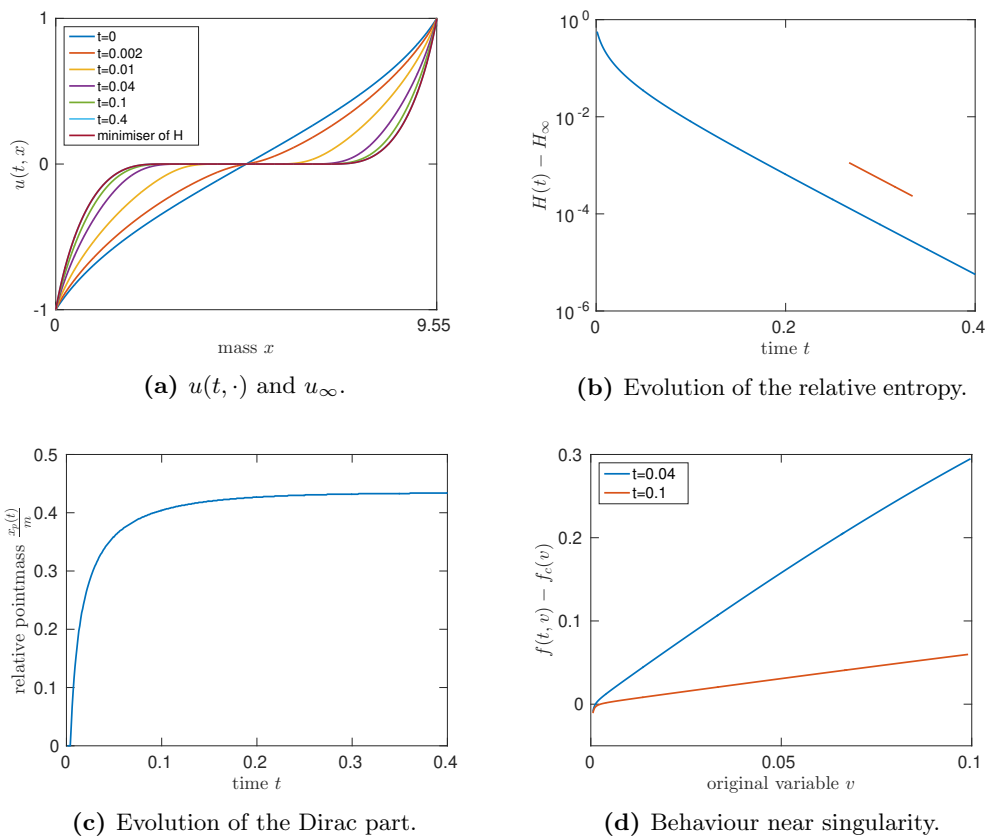 1
t=0
t=0.002
t=0.01
t=0.04
t=0.1
t=0.4
minimiser of H
u(t, x)
0
-1
0
9.55
mass x
(a) u(t, ·) and u∞.
10^0
10^-2
10^-4
10^-6
H(t) − H∞
0
0.2
0.4
time t
(b) Evolution of the relative entropy.
0.5
0.4
0.3
0.2
0.1
0
relative pointmass x_p(t)/m
0
0.1
0.2
0.3
0.4
time t
(c) Evolution of the Dirac part.
0.3
t=0.04
t=0.1
0.2
0.1
0
f(t, v) − f_c(v)
0
0.05
0.1
original variable v
(d) Behaviour near singularity.